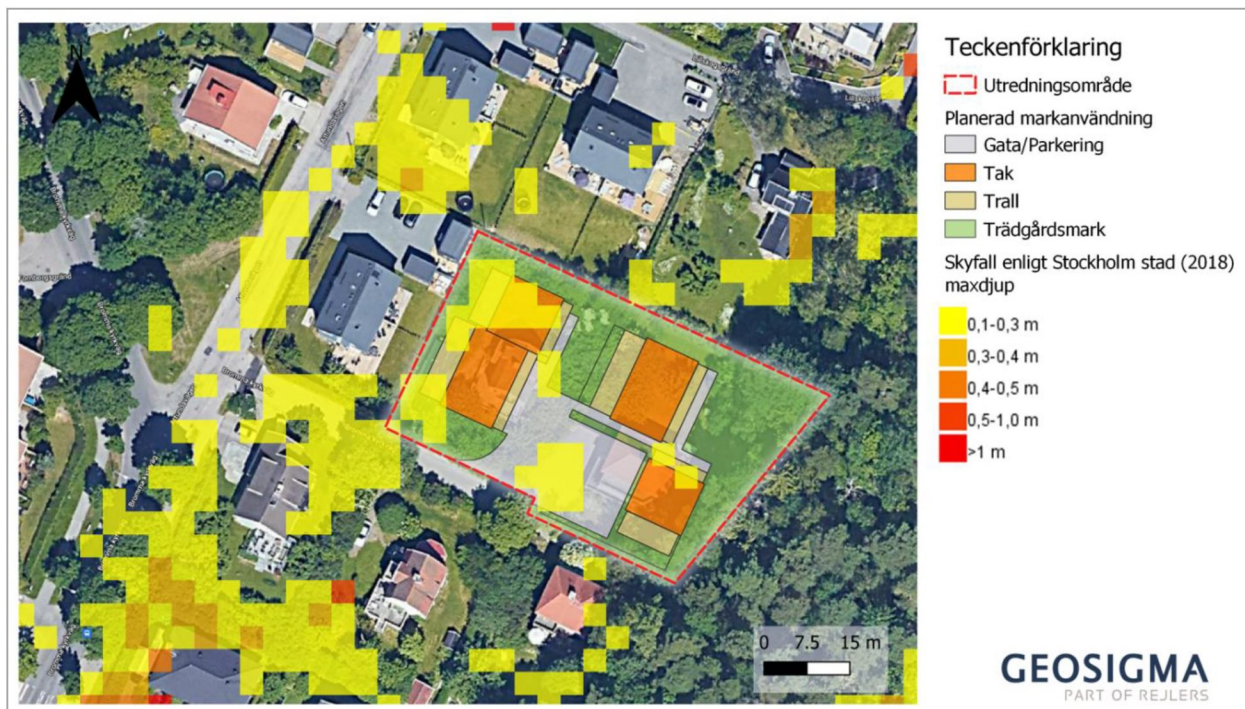 Teckenförklaring
Utredningsområde
Planerad markanvändning
Gata/Parkering
Tak
Trall
Trädgårdsmark
Skyfall enligt Stockholm stad (2018)
maxdjup
0,1-0,3 m
0,3-0,4 m
0,4-0,5 m
0,5-1,0 m
>1 m
N
0 7.5 15 m
GEOSIGMA
PART OF REJLERS